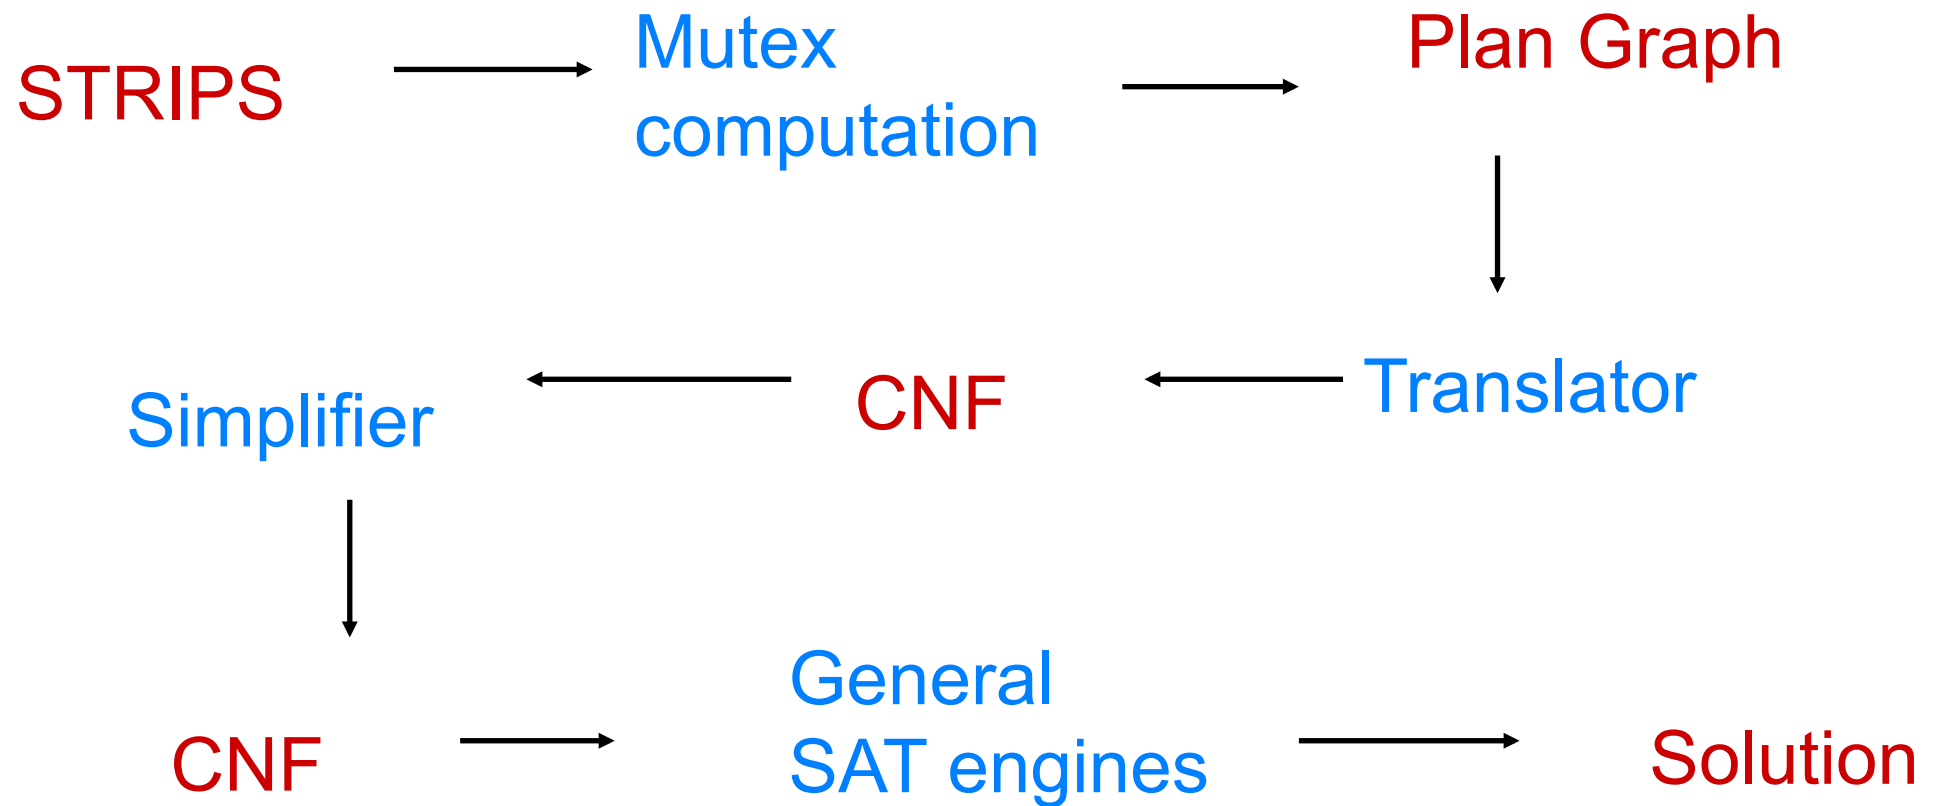 STRIPS
Mutex
computation
Plan Graph
Translator
CNF
Simplifier
CNF
General
SAT engines
Solution